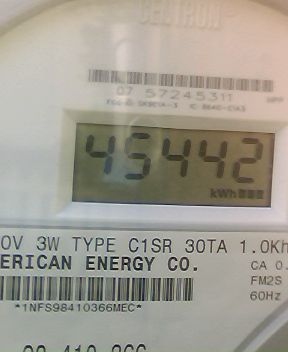 CENTRON
07 57245311
45442
kWh
0V 3W TYPE C1SR 30TA 1.0Kh
ERICAN ENERGY CO.
CA 0.
FM2S
60Hz
*1NFS98410366MEC*